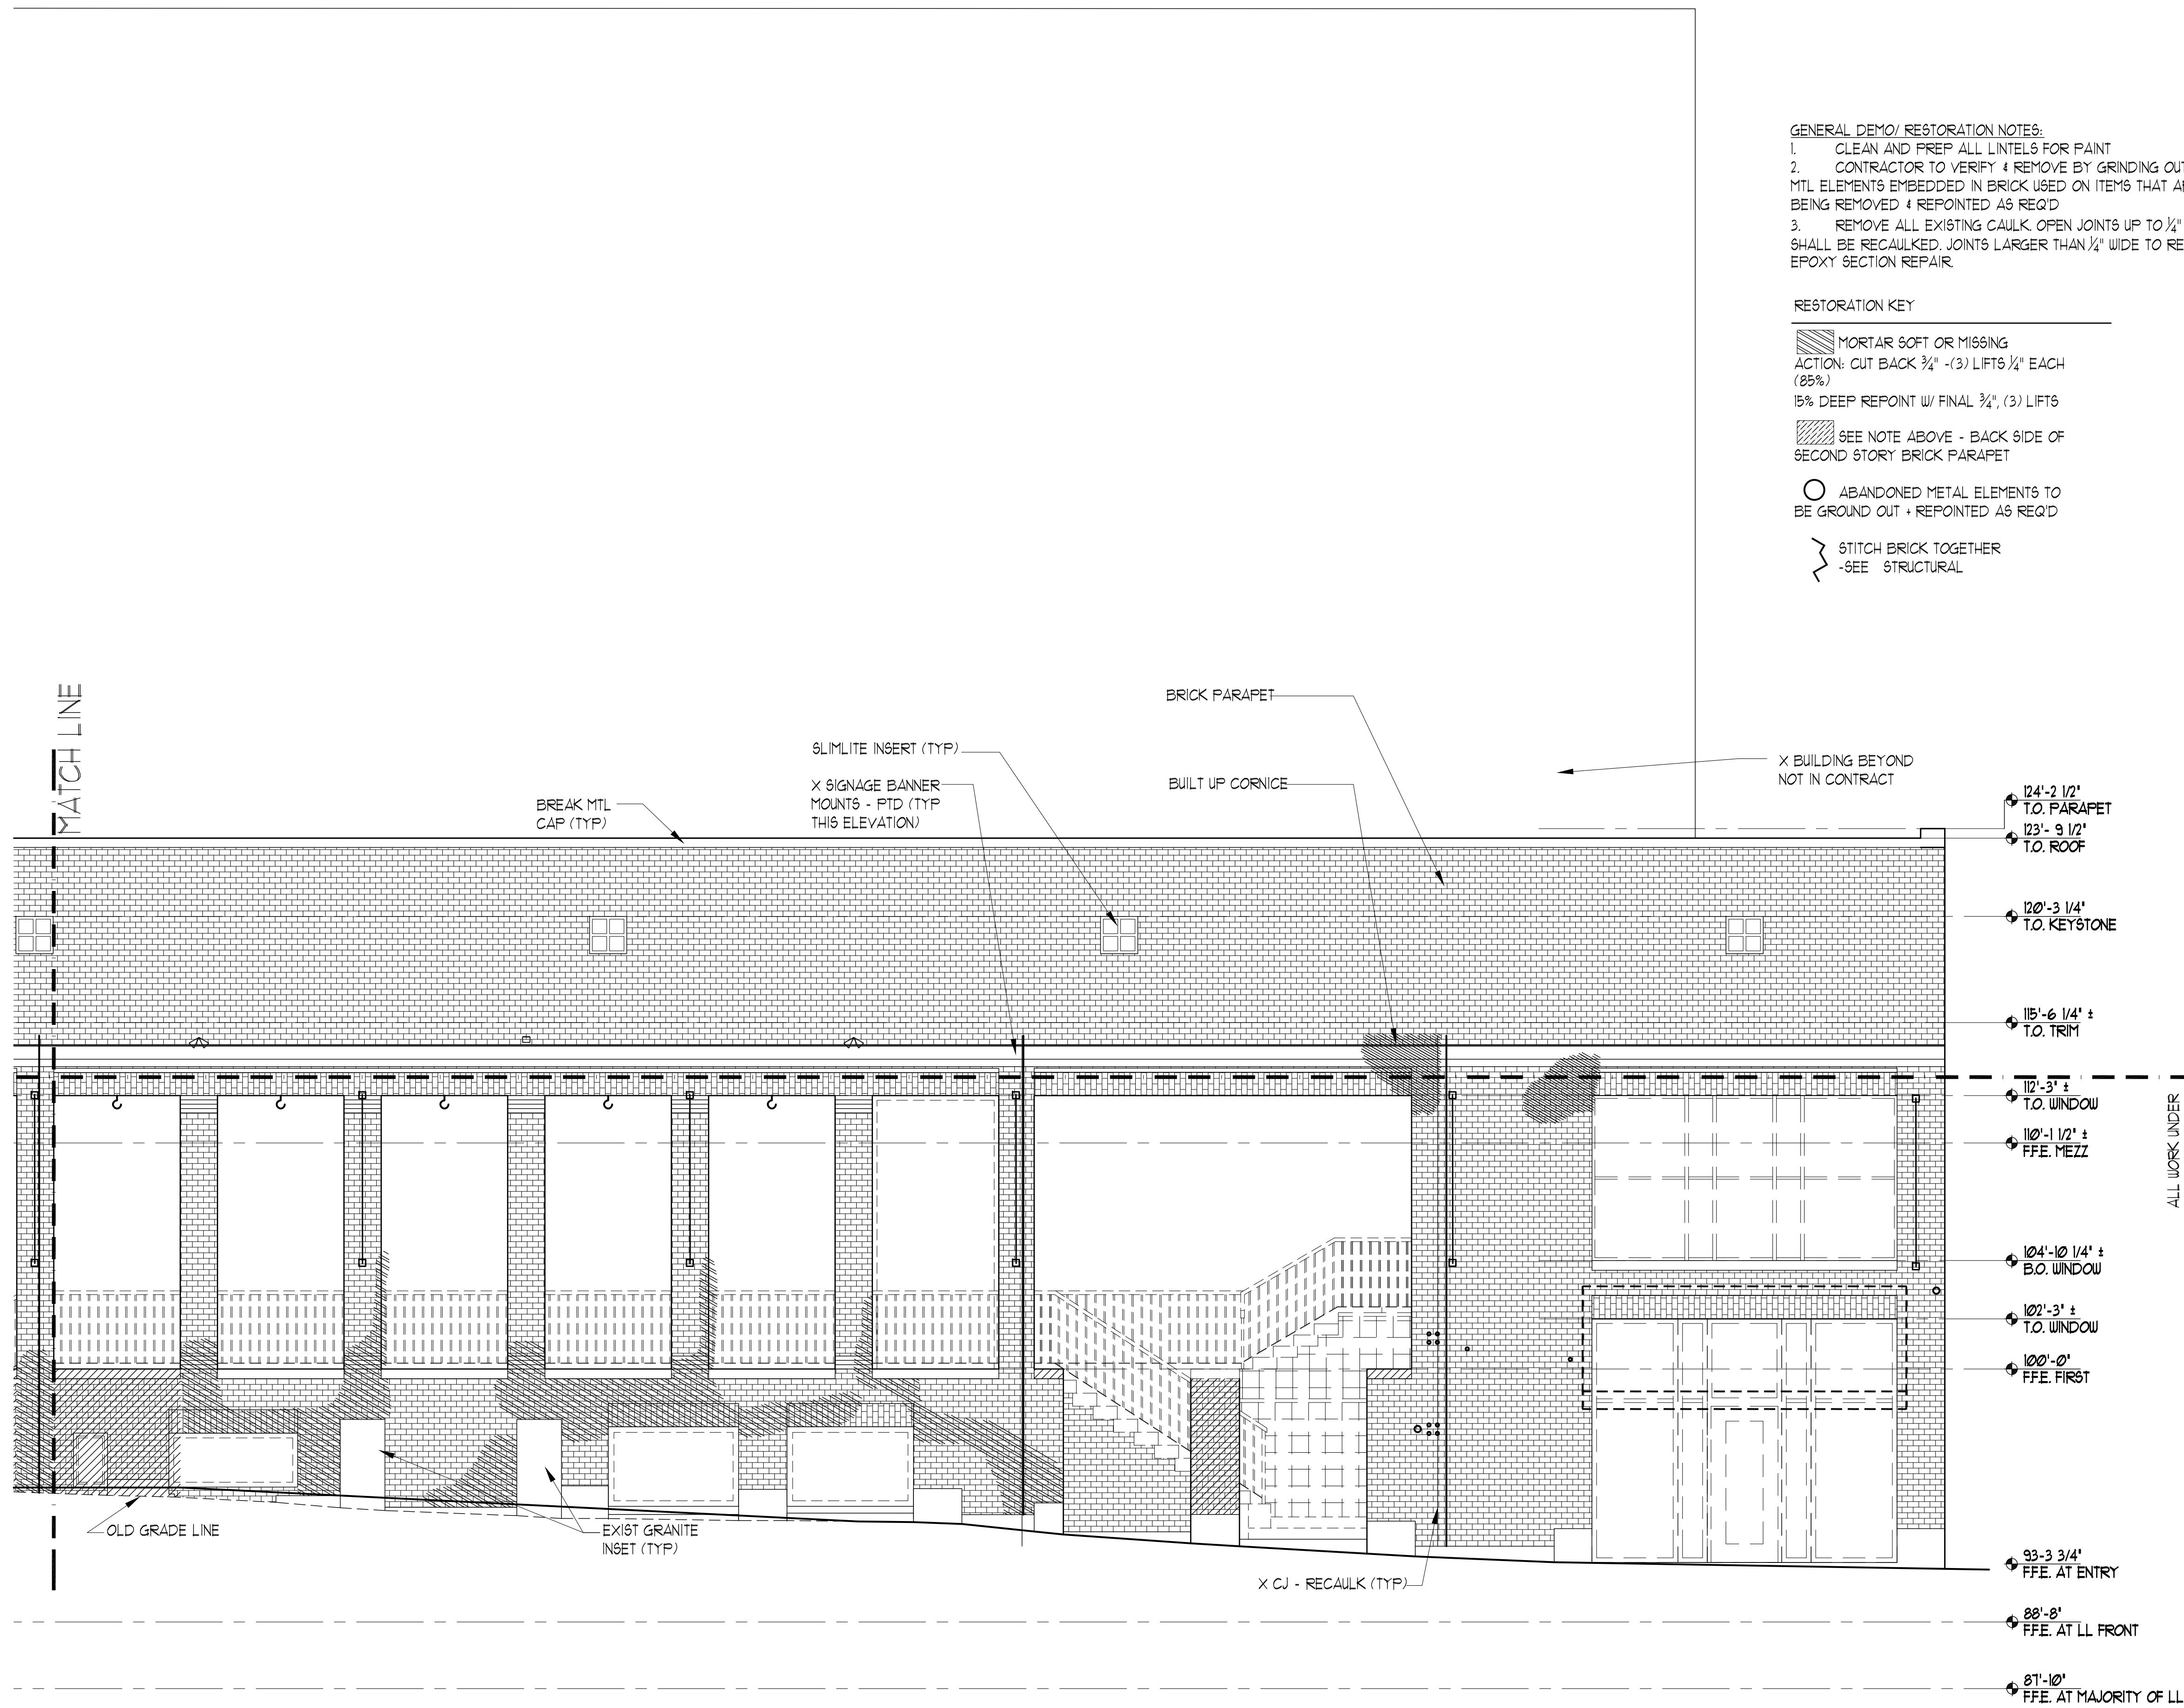 GENERAL DEMO/ RESTORATION NOTES:
1. CLEAN AND PREP ALL LINTELS FOR PAINT
2. CONTRACTOR TO VERIFY & REMOVE BY GRINDING OUT
MTL ELEMENTS EMBEDDED IN BRICK USED ON ITEMS THAT
BEING REMOVED & REPOINTED AS REQ'D
3. REMOVE ALL EXISTING CAULK. OPEN JOINTS UP TO 1/4"
SHALL BE RECAULKED. JOINTS LARGER THAN 1/4" WIDE TO
EPOXY SECTION REPAIR.
RESTORATION KEY
MORTAR SOFT OR MISSING
ACTION: CUT BACK 3/4" -(3) LIFTS 1/4" EACH
(85%)
15% DEEP REPOINT W/ FINAL 3/4", (3) LIFTS
SEE NOTE ABOVE - BACK SIDE OF
SECOND STORY BRICK PARAPET
ABANDONED METAL ELEMENTS TO
BE GROUND OUT + REPOINTED AS REQ'D
STITCH BRICK TOGETHER
-SEE STRUCTURAL
MATCH LINE
BRICK PARAPET
SLIMLITE INSERT (TYP)
X SIGNAGE BANNER
MOUNTS - PTD (TYP
THIS ELEVATION)
BUILT UP CORNICE
BREAK MTL
CAP (TYP)
X BUILDING BEYOND
NOT IN CONTRACT
124'-2 1/2"
T.O. PARAPET
123'- 9 1/2"
T.O. ROOF
120'-3 1/4"
T.O. KEYSTONE
115'-6 1/4" ±
T.O. TRIM
112'-3" ±
T.O. WINDOW
110'-1 1/2" ±
F.F.E. MEZZ
ALL WORK UNDER
104'-10 1/4" ±
B.O. WINDOW
102'-3" ±
T.O. WINDOW
100'-0"
F.F.E. FIRST
OLD GRADE LINE
EXIST GRANITE
INSET (TYP)
X CJ - RECAULK (TYP)
93-3 3/4"
F.F.E. AT ENTRY
88'-8"
F.F.E. AT LL FRONT
87'-10"
F.F.E. AT MAJORITY OF LL